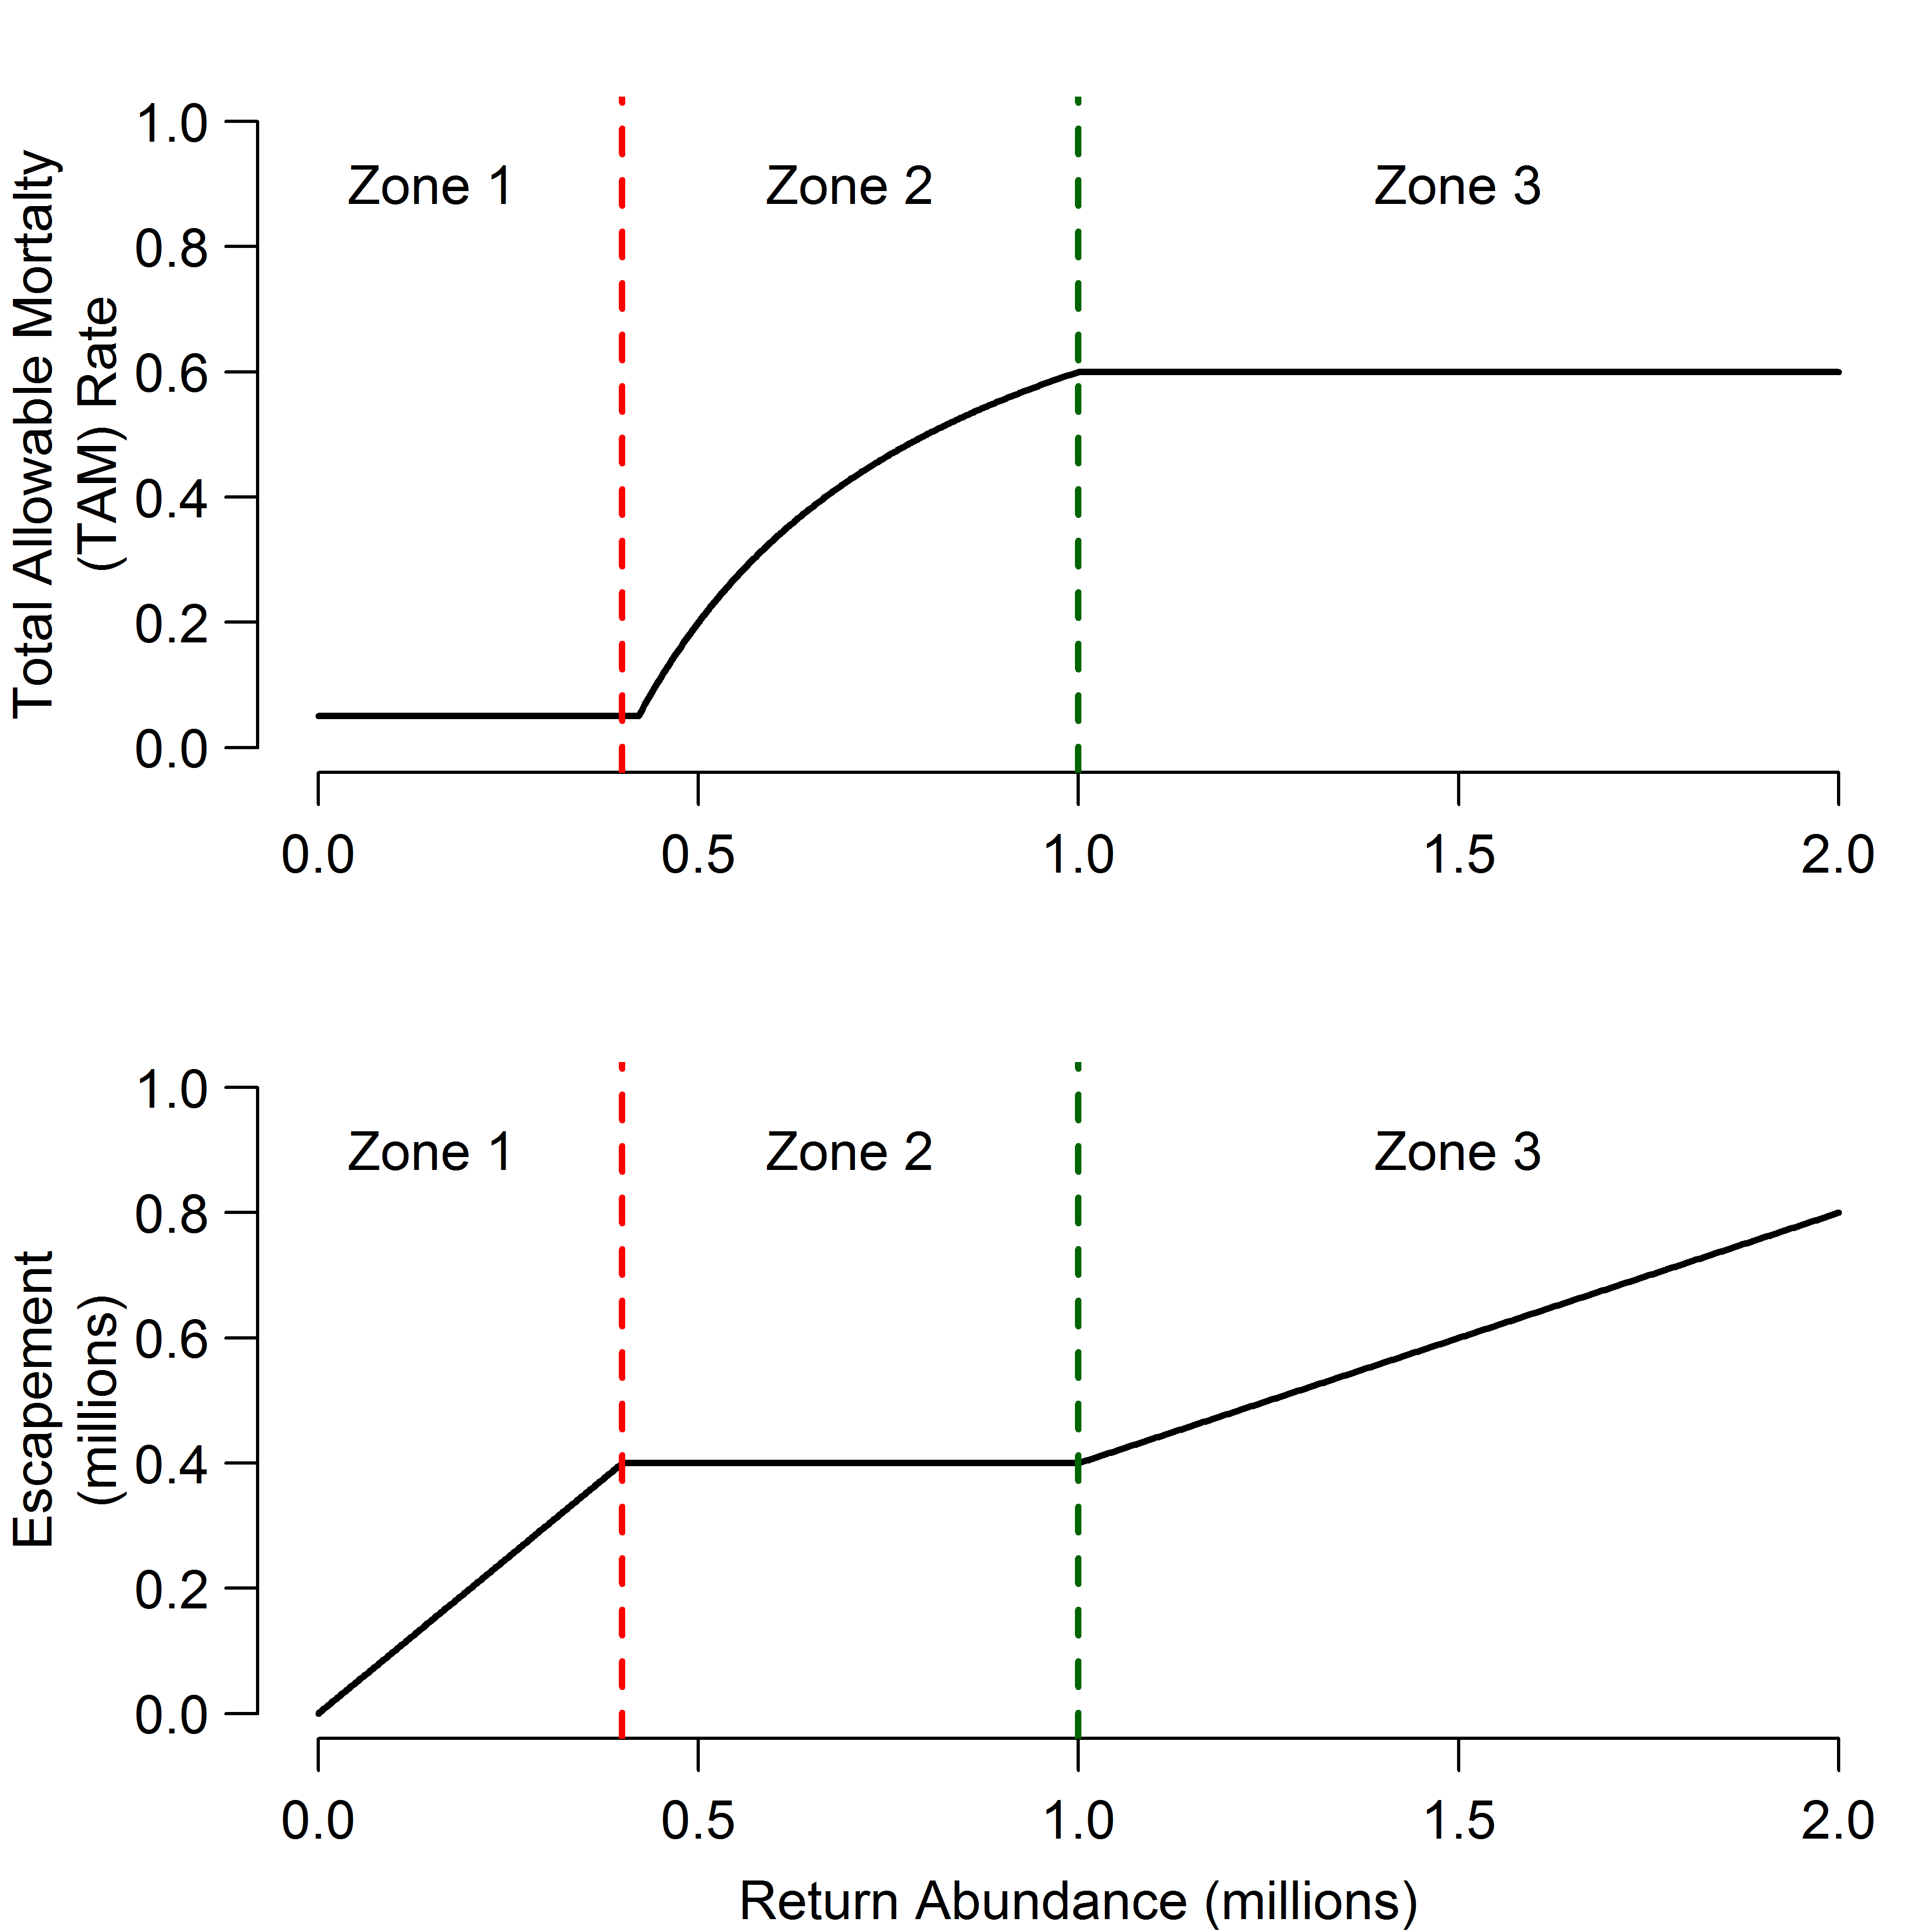 Total Allowable Mortalty
(TAM) Rate
1.0
0.8
0.6
0.4
0.2
0.0
Zone 1 Zone 2 Zone 3
0.0 0.5 1.0 1.5 2.0
Escapement
(millions)
1.0
0.8
0.6
0.4
0.2
0.0
Zone 1 Zone 2 Zone 3
0.0 0.5 1.0 1.5 2.0
Return Abundance (millions)